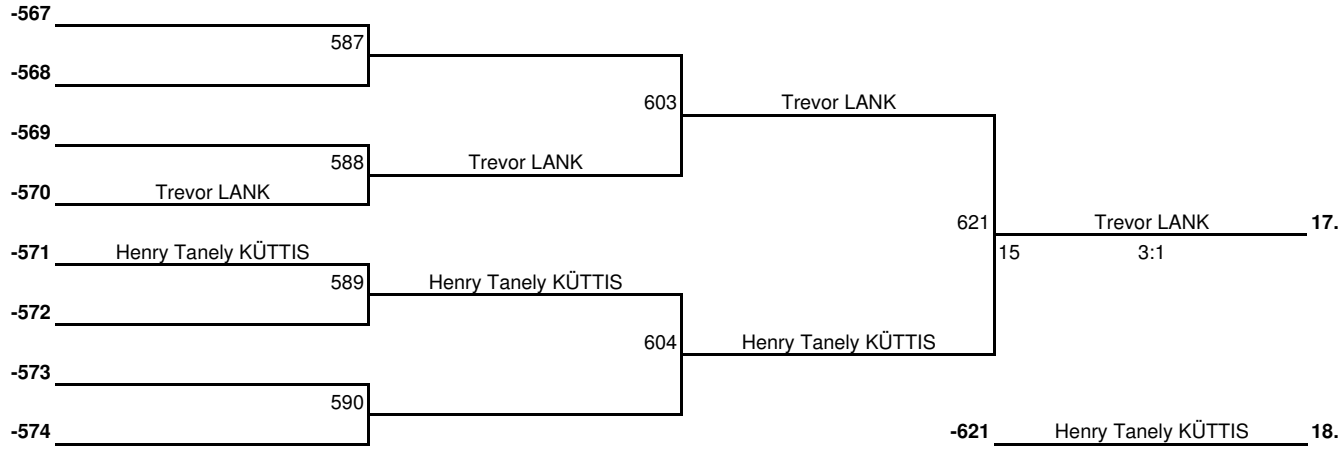 -567
587
-568
603 Trevor LANK
-569
588 Trevor LANK
-570 Trevor LANK
621 Trevor LANK 17.
-571 Henry Tanely KÜTTIS
15 3:1
589 Henry Tanely KÜTTIS
-572
604 Henry Tanely KÜTTIS
-573
590
-574
-621 Henry Tanely KÜTTIS 18.